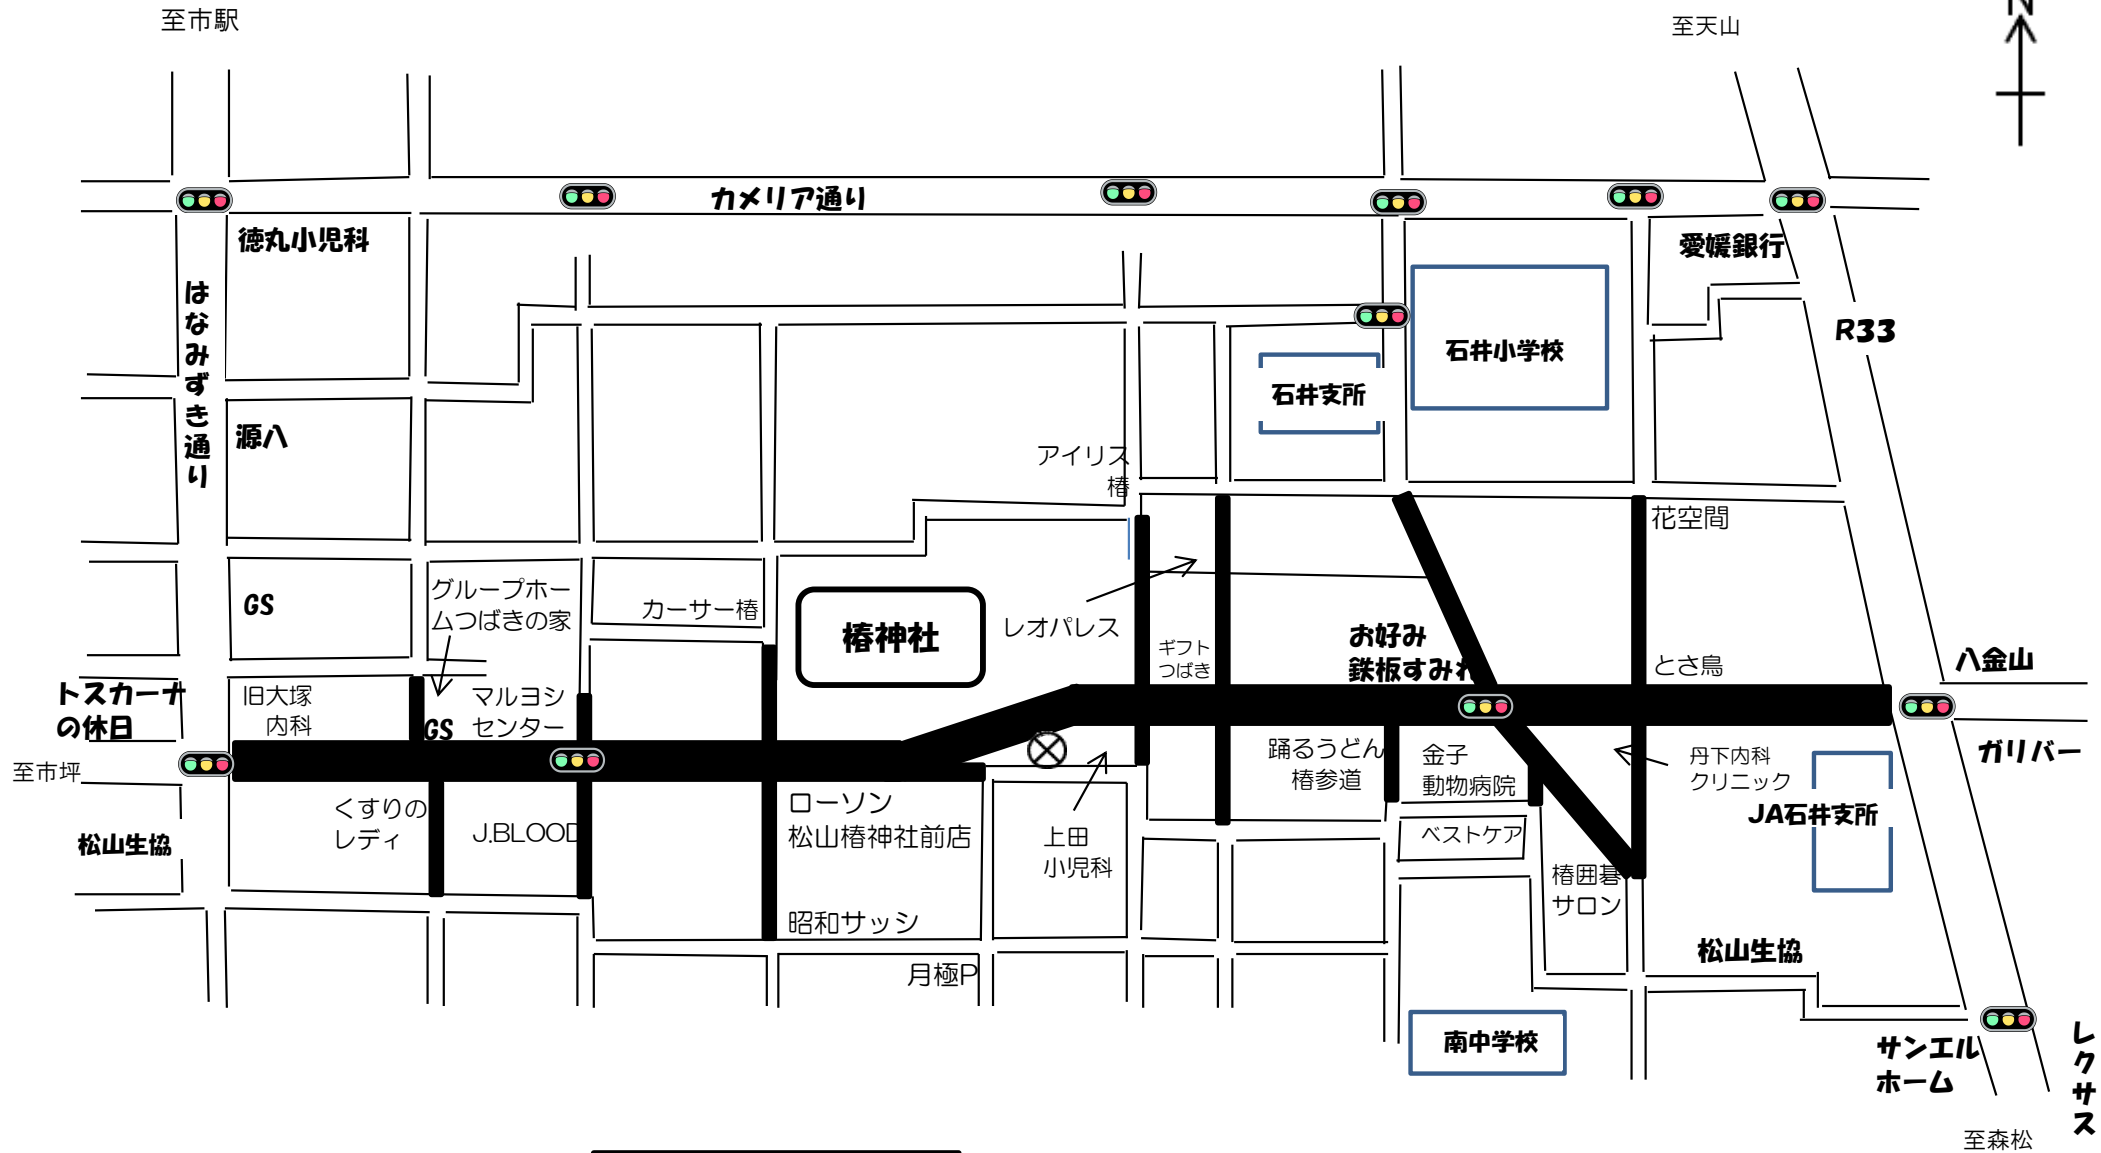 至市駅
至天山
N
カメリア通り
徳丸小児科
愛媛銀行
はなみずき通り
R33
石井小学校
石井支所
源八
アイリス
椿
花空間
GS
グループホー
ムつばきの家
カーサー椿
椿神社
レオパレス
ギフト
つばき
お好み
鉄板すみれ
とさ鳥
八金山
トスカーナ
の休日
旧大塚
内科
GS
マルヨシ
センター
踊るうどん
椿参道
金子
動物病院
丹下内科
クリニック
ガリバー
至市坪
くすりの
レディ
J.BLOOD
ローソン
松山椿神社前店
上田
小児科
ベストケア
JA石井支所
松山生協
椿囲碁
サロン
昭和サッシ
松山生協
月極P
南中学校
サンエル
ホーム
レクサス
至森松